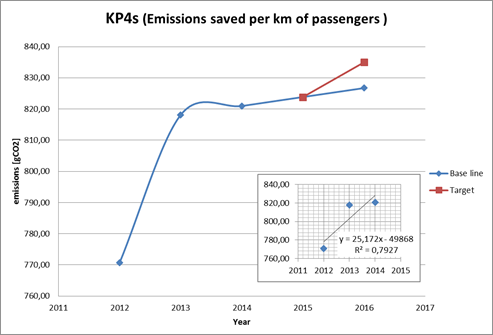 KP4s (Emissions saved per km of passengers )
840,00
830,00
820,00
810,00
800,00
790,00
780,00
770,00
760,00
emissions [gCO2]
2011 2012 2013 2014 2015 2016 2017
Year
Base line
Target
840,00
820,00
800,00
780,00
760,00
y = 25,172x - 49868
R² = 0,7927
2011 2012 2013 2014 2015